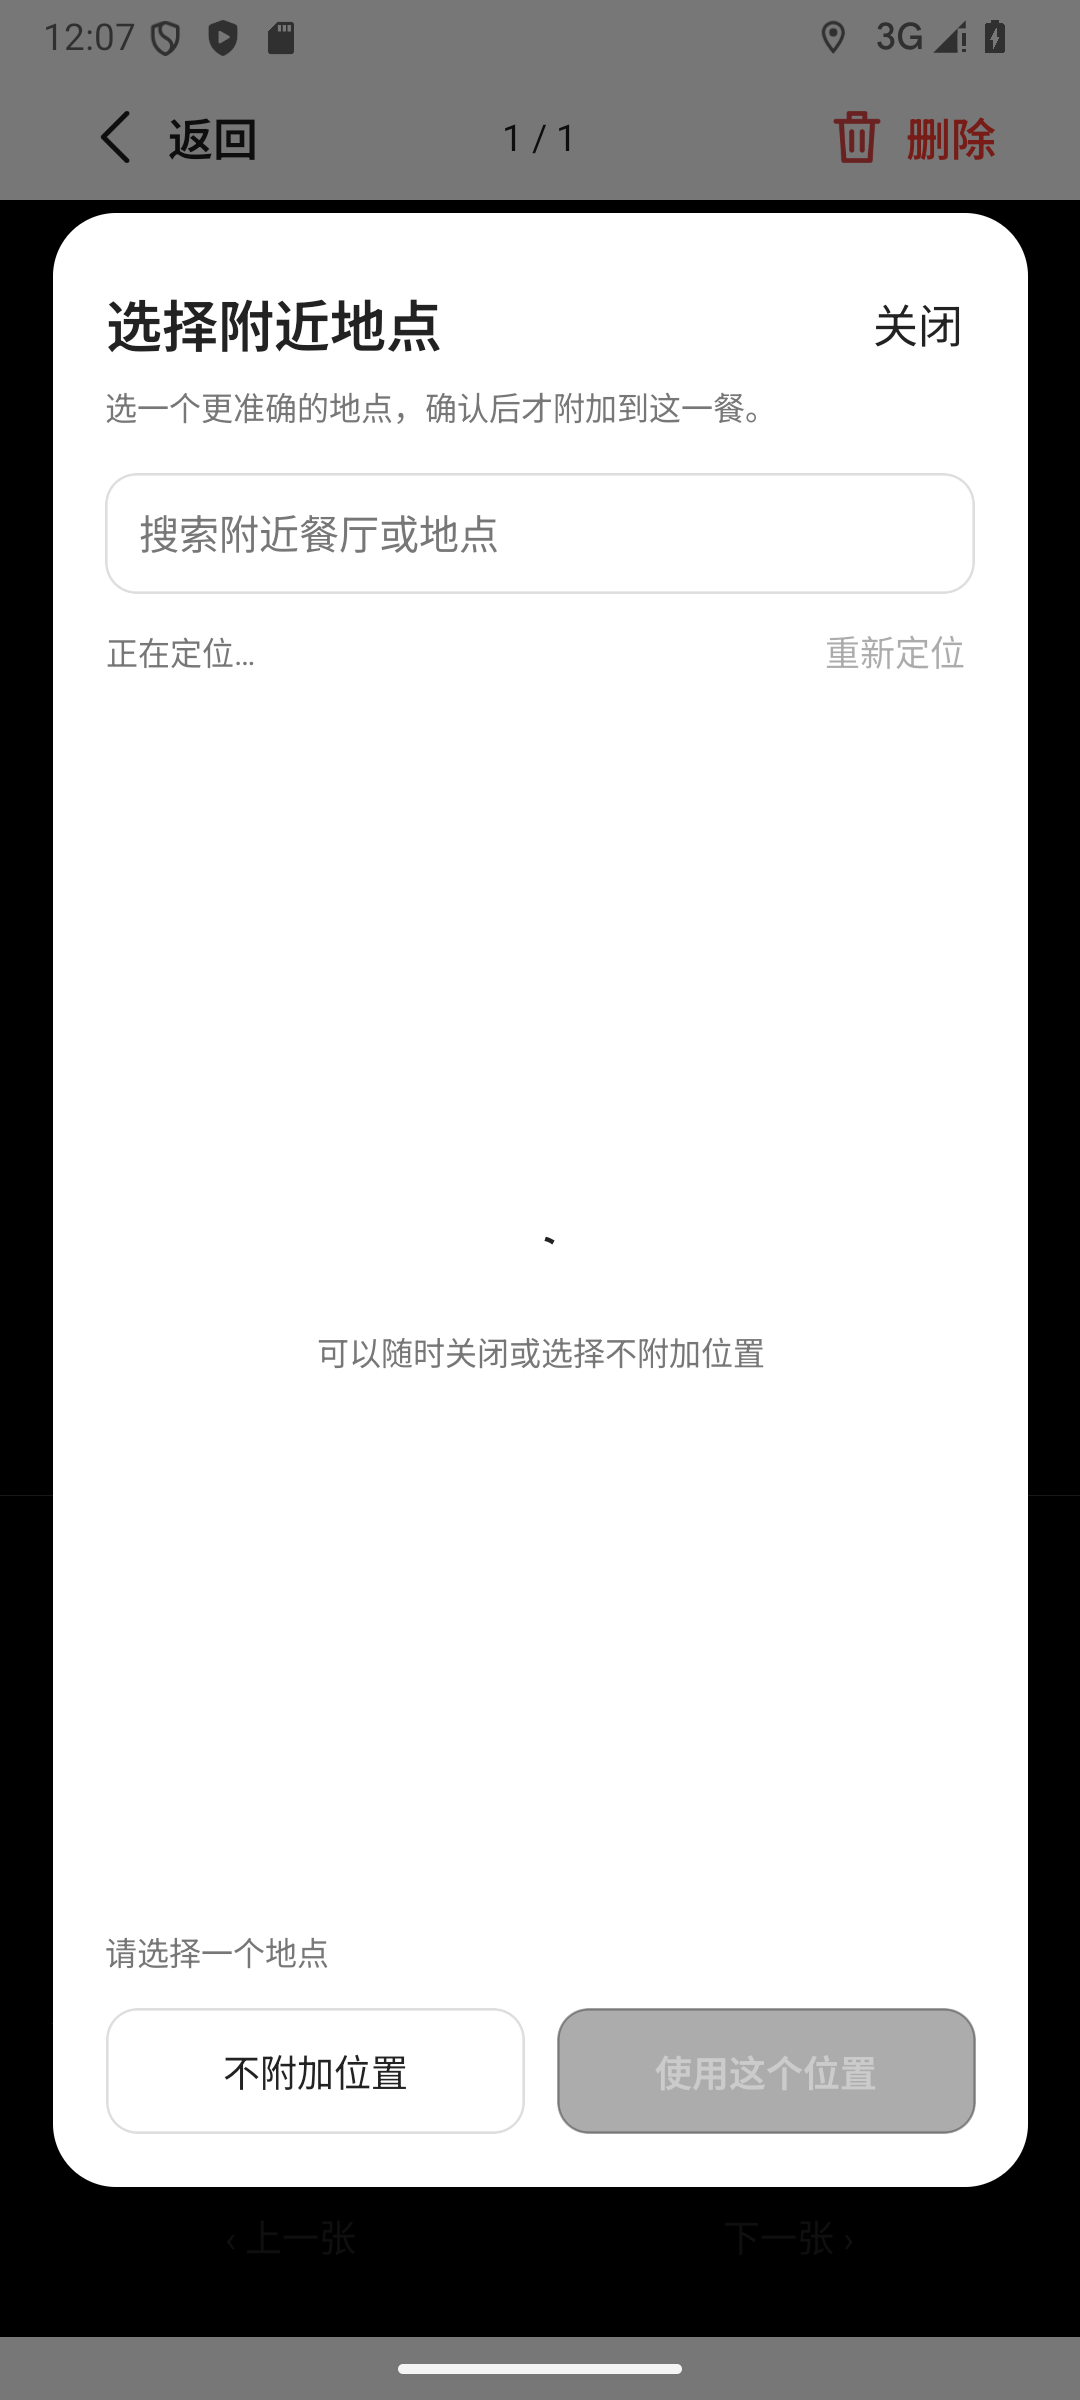 12:07
3G
返回
1 / 1
删除
选择附近地点
关闭
选一个更准确的地点，确认后才附加到这一餐。
搜索附近餐厅或地点
正在定位...
重新定位
可以随时关闭或选择不附加位置
请选择一个地点
不附加位置
使用这个位置
‹ 上一张
下一张 ›